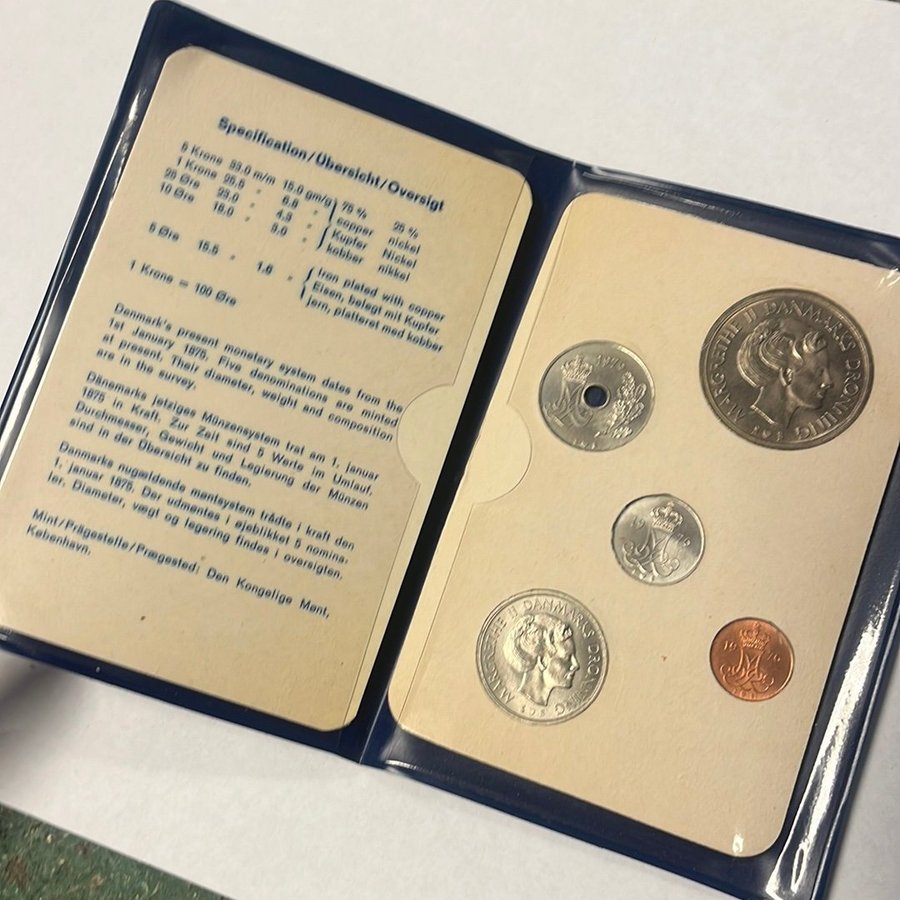 Specification/Übersicht/Oversigt
5 Krone 33.0 m/m 15.0 gm/g
1 Krone 25.5 " 6.8 "
25 Øre 23.0 " 4.3 "
10 Øre 18.0 " 3.0 "
75 % 25 %
copper nickel
Kupfer Nickel
kobber nikkel
5 Øre 15.5 " 1.6 "
Iron plated with copper
Eisen, belegt mit Kupfer
jern, pletteret med kobber
1 Krone = 100 Øre
Denmark's present monetary system dates from the
1st January 1875. Five denominations are minted
at present. Their diameter, weight and composition
are in the survey.
Dänemarks jetziges Münzensystem trat am 1. januar
1875 in Kraft. Zur Zeit sind 5 Werte im Umlauf.
Durchmesser, Gewicht und Legierung der Münzen
sind in der Übersicht zu finden.
Danmarks nugældende møntsystem trådte i kraft den
1. januar 1875. Der udmøntes i øjeblikket 5 nomina-
ler. Diameter, vægt og legering findes i oversigten.
Mint/Prägestelle/Prægested: Den Kongelige Mønt,
København.
MARGRETHE II DANMARKS DRONNING
MARGRETHE II DANMARKS DRONNING